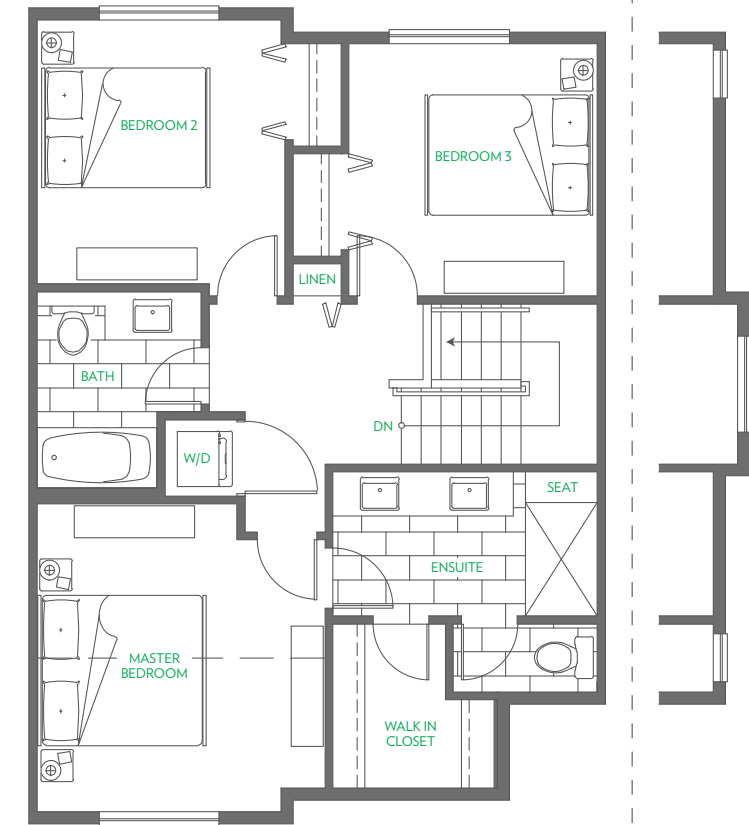 BEDROOM 2
BEDROOM 3
LINEN
BATH
DN
W/D
SEAT
ENSUITE
MASTER
BEDROOM
WALK IN
CLOSET